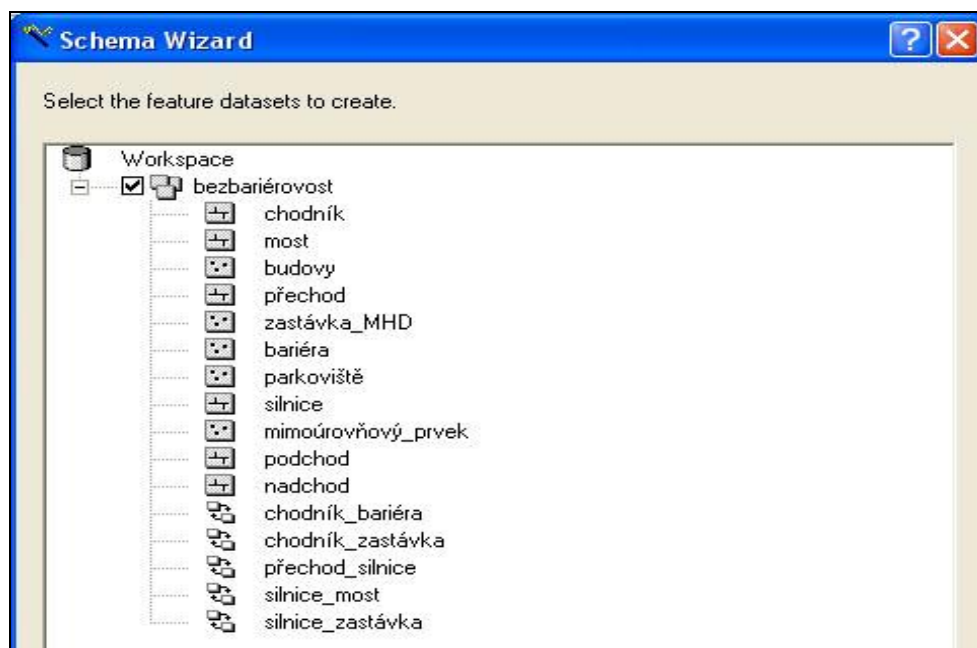 Schema Wizard
Select the feature datasets to create.
Workspace
bezbariérovost
chodník
most
budovy
přechod
zastávka_MHD
bariéra
parkoviště
silnice
mimoúrovňový_prvek
podchod
nadchod
chodník_bariéra
chodník_zastávka
přechod_silnice
silnice_most
silnice_zastávka